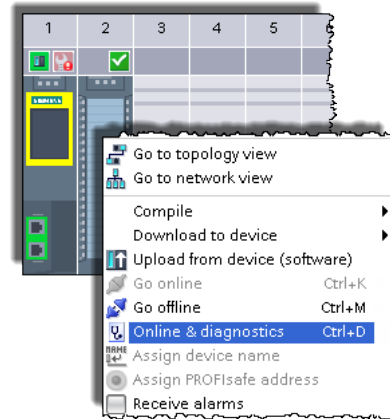 1 2 3 4 5
SIEMENS
Go to topology view
Go to network view
Compile
Download to device
Upload from device (software)
Go online Ctrl+K
Go offline Ctrl+M
Online & diagnostics Ctrl+D
NAME
Assign device name
Assign PROFIsafe address
Receive alarms